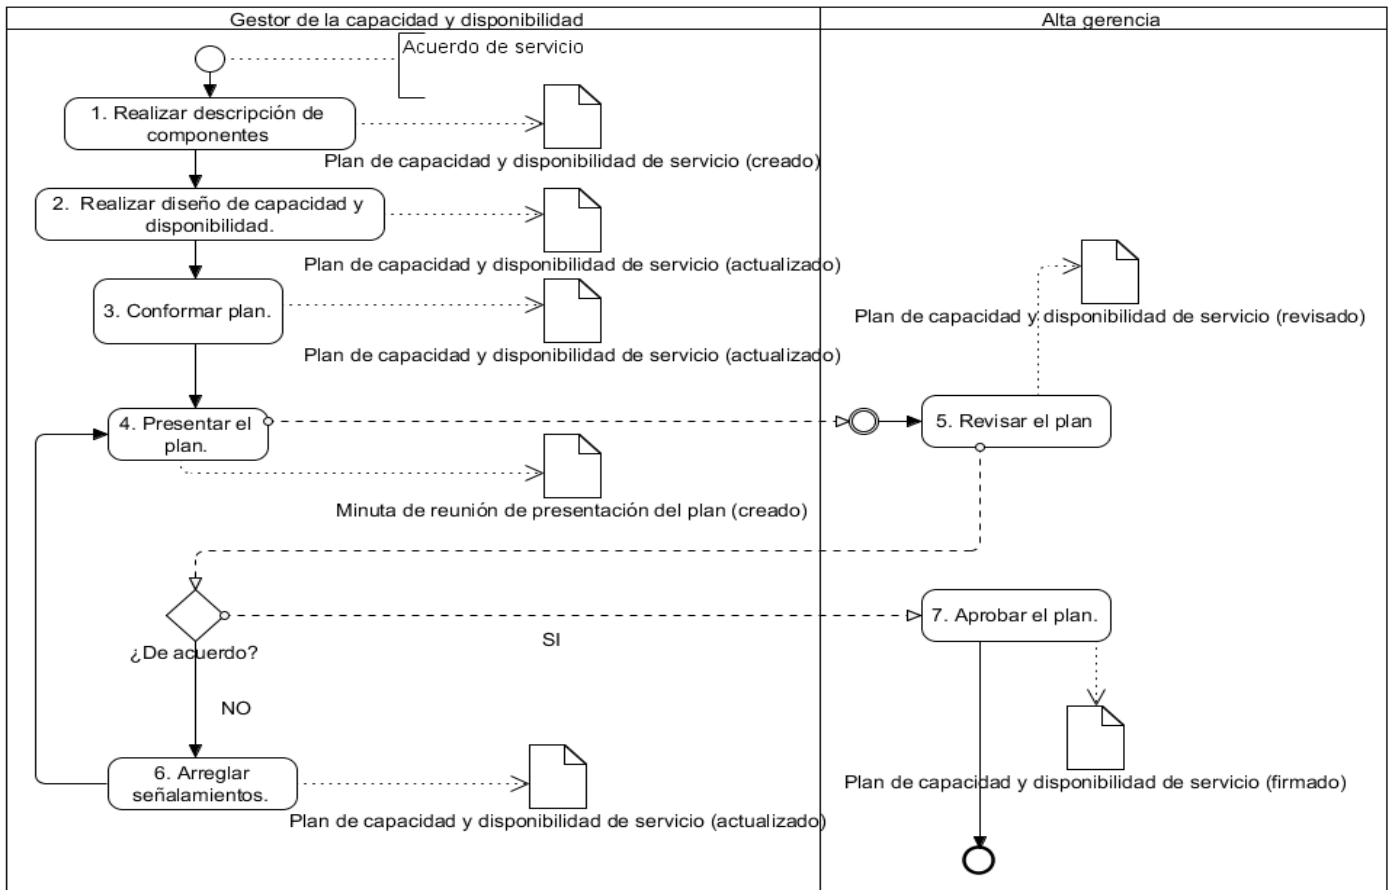 Gestor de la capacidad y disponibilidad
Alta gerencia
Acuerdo de servicio
1. Realizar descripción de
componentes
Plan de capacidad y disponibilidad de servicio (creado)
2. Realizar diseño de capacidad y
disponibilidad.
Plan de capacidad y disponibilidad de servicio (actualizado)
3. Conformar plan.
Plan de capacidad y disponibilidad de servicio (actualizado)
Plan de capacidad y disponibilidad de servicio (revisado)
4. Presentar el
plan.
5. Revisar el plan
Minuta de reunión de presentación del plan (creado)
¿De acuerdo?
SI
7. Aprobar el plan.
NO
6. Arreglar
señalamientos.
Plan de capacidad y disponibilidad de servicio (actualizado)
Plan de capacidad y disponibilidad de servicio (firmado)